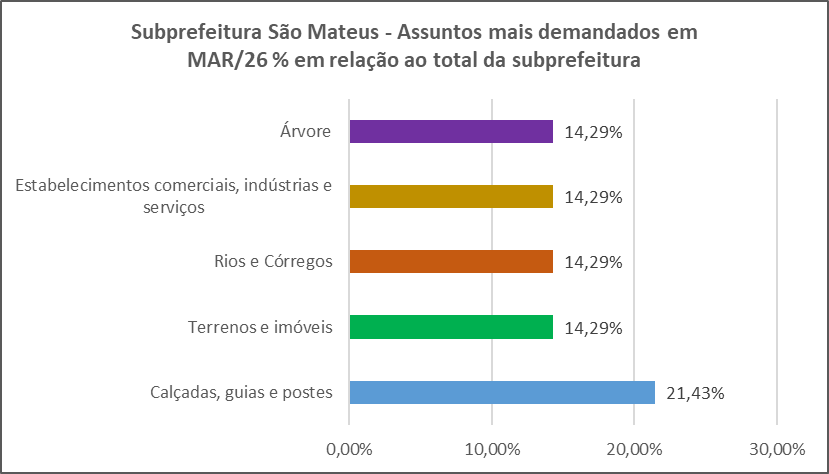 Subprefeitura São Mateus - Assuntos mais demandados em
MAR/26 % em relação ao total da subprefeitura
Árvore
14,29%
Estabelecimentos comerciais, indústrias e
serviços
14,29%
Rios e Córregos
14,29%
Terrenos e imóveis
14,29%
Calçadas, guias e postes
21,43%
0,00% 10,00% 20,00% 30,00%